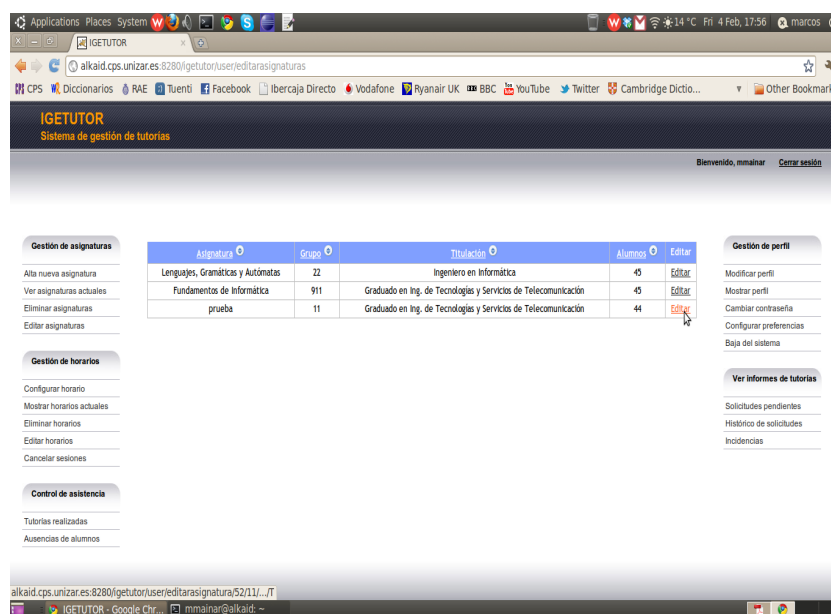 Applications Places System 14 °C Fri 4 Feb, 17:56 marcos
IGETUTOR
alkaid.cps.unizar.es:8280/igetutor/user/editarasignaturas
CPS Diccionarios RAE Tuenti Facebook Ibercaja Directo Vodafone Ryanair UK BBC YouTube Twitter Cambridge Dictio... Other Bookmark
IGETUTOR
Sistema de gestión de tutorías
Bienvenido, mmainar Cerrar sesión
Gestión de asignaturas
Alta nueva asignatura
Ver asignaturas actuales
Eliminar asignaturas
Editar asignaturas
Gestión de horarios
Configurar horario
Mostrar horarios actuales
Eliminar horarios
Editar horarios
Cancelar sesiones
Control de asistencia
Tutorías realizadas
Ausencias de alumnos
Asignatura Grupo Titulación Alumnos Editar
Lenguajes, Gramáticas y Autómatas 22 Ingeniero en Informática 45 Editar
Fundamentos de Informática 911 Graduado en Ing. de Tecnologías y Servicios de Telecomunicación 45 Editar
prueba 11 Graduado en Ing. de Tecnologías y Servicios de Telecomunicación 44 Editar
Gestión de perfil
Modificar perfil
Mostrar perfil
Cambiar contraseña
Configurar preferencias
Baja del sistema
Ver informes de tutorías
Solicitudes pendientes
Histórico de solicitudes
Incidencias
alkaid.cps.unizar.es:8280/igetutor/user/editarasignatura/52/11/.../T
IGETUTOR - Google Chr... mmainar@alkaid: ~